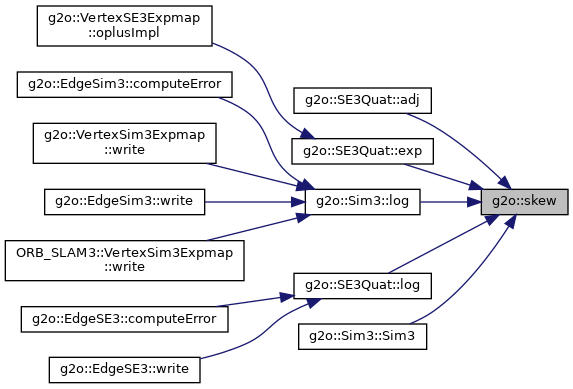 g2o::VertexSE3Expmap
::oplusImpl
g2o::EdgeSim3::computeError
g2o::VertexSim3Expmap
::write
g2o::EdgeSim3::write
ORB_SLAM3::VertexSim3Expmap
::write
g2o::EdgeSE3::computeError
g2o::EdgeSE3::write
g2o::SE3Quat::adj
g2o::SE3Quat::exp
g2o::Sim3::log
g2o::SE3Quat::log
g2o::Sim3::Sim3
g2o::skew